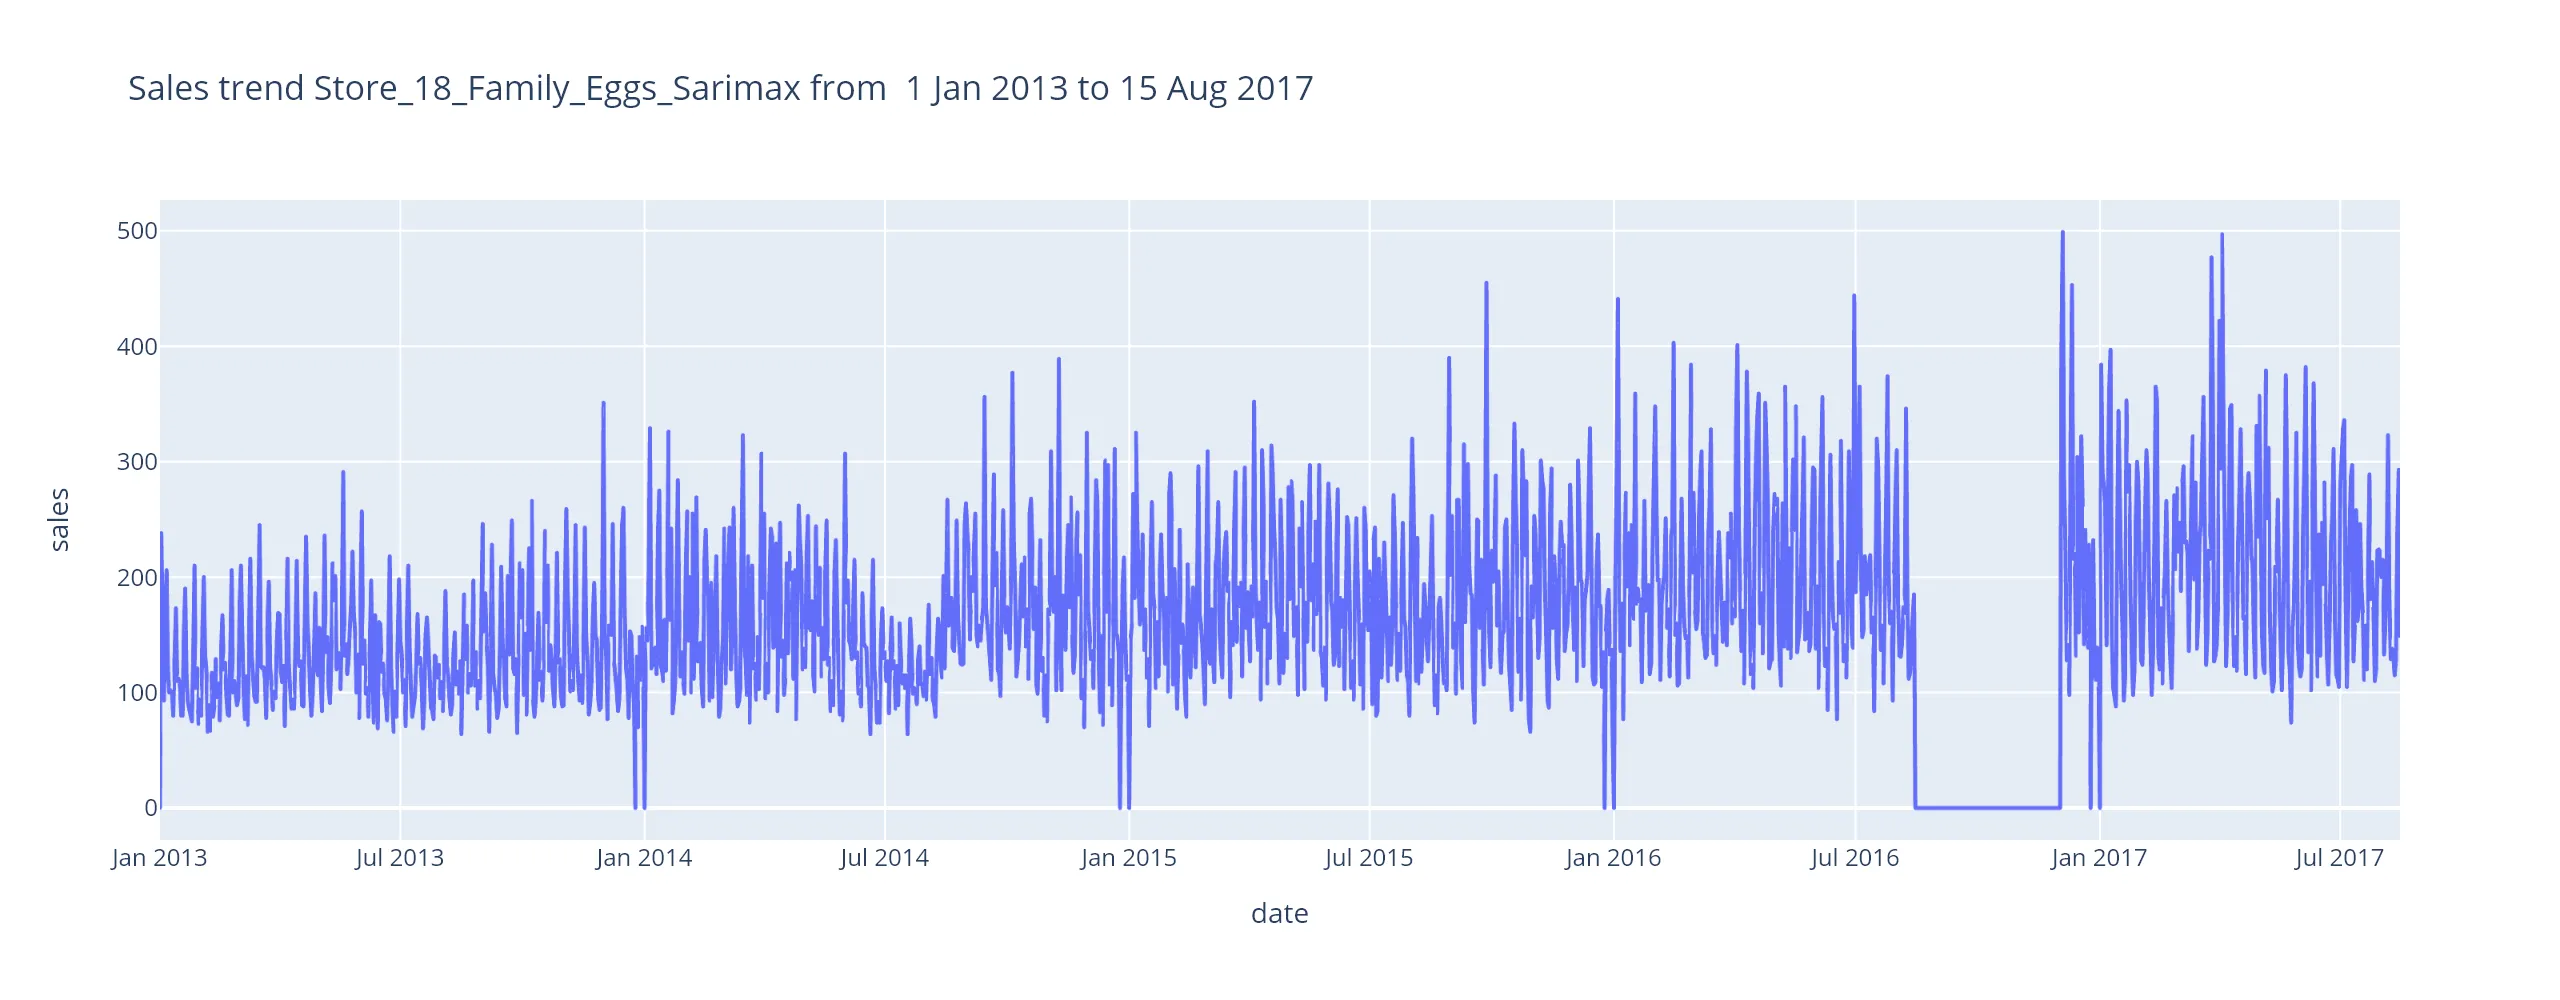 Sales trend Store_18_Family_Eggs_Sarimax from  1 Jan 2013 to 15 Aug 2017
500
400
300
200
100
0
sales
Jan 2013 Jul 2013 Jan 2014 Jul 2014 Jan 2015 Jul 2015 Jan 2016 Jul 2016 Jan 2017 Jul 2017
date